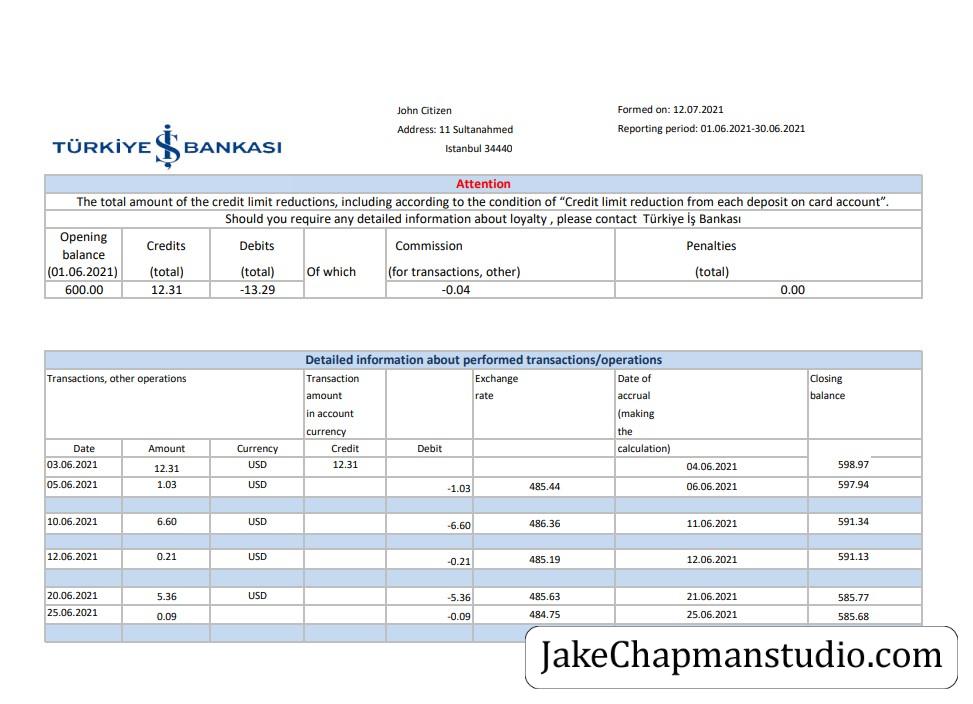 John Citizen
Formed on: 12.07.2021
Address: 11 Sultanahmed
Reporting period: 01.06.2021-30.06.2021
Istanbul 34440
TÜRKİYE İŞ BANKASI
Attention
The total amount of the credit limit reductions, including according to the condition of “Credit limit reduction from each deposit on card account”.
Should you require any detailed information about loyalty , please contact Türkiye İş Bankası
Opening balance (01.06.2021) Credits (total) Debits (total) Of which Commission (for transactions, other) Penalties (total)
600.00 12.31 -13.29 -0.04 0.00
Detailed information about performed transactions/operations
Transactions, other operations Transaction amount in account currency Exchange rate Date of accrual (making the calculation) Closing balance
Date Amount Currency Credit Debit
03.06.2021 12.31 USD 12.31 04.06.2021 598.97
05.06.2021 1.03 USD -1.03 485.44 06.06.2021 597.94
10.06.2021 6.60 USD -6.60 486.36 11.06.2021 591.34
12.06.2021 0.21 USD -0.21 485.19 12.06.2021 591.13
20.06.2021 5.36 USD -5.36 485.63 21.06.2021 585.77
25.06.2021 0.09 -0.09 484.75 25.06.2021 585.68
JakeChapmanstudio.com